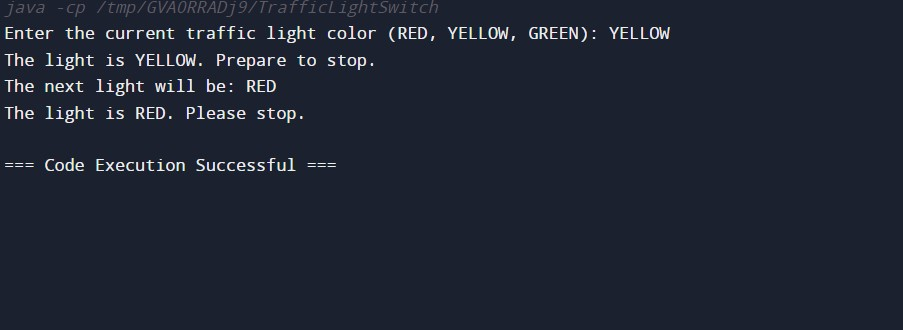 java -cp /tmp/GVAORRADj9/TrafficLightSwitch
Enter the current traffic light color (RED, YELLOW, GREEN): YELLOW
The light is YELLOW. Prepare to stop.
The next light will be: RED
The light is RED. Please stop.
=== Code Execution Successful ===